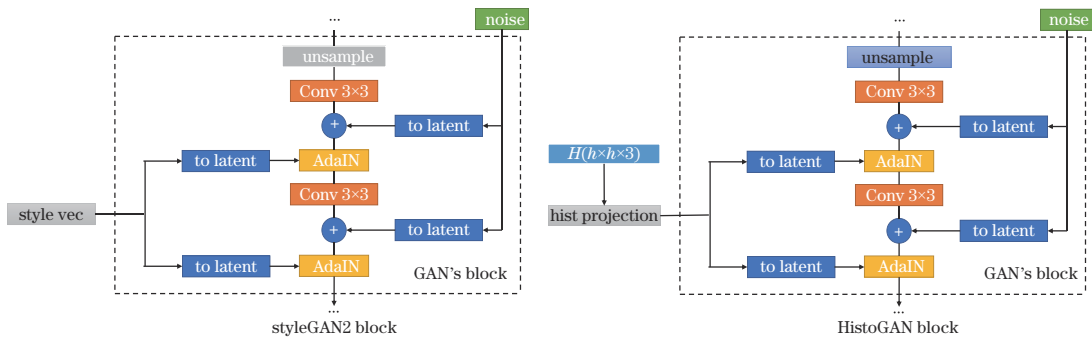 ...
noise
unsample
Conv 3×3
+
to latent
to latent
AdaIN
Conv 3×3
style vec
+
to latent
to latent
AdaIN
GAN's block
...
styleGAN2 block
...
noise
unsample
Conv 3×3
+
to latent
H(h×h×3)
to latent
AdaIN
Conv 3×3
hist projection
+
to latent
to latent
AdaIN
GAN's block
...
HistoGAN block